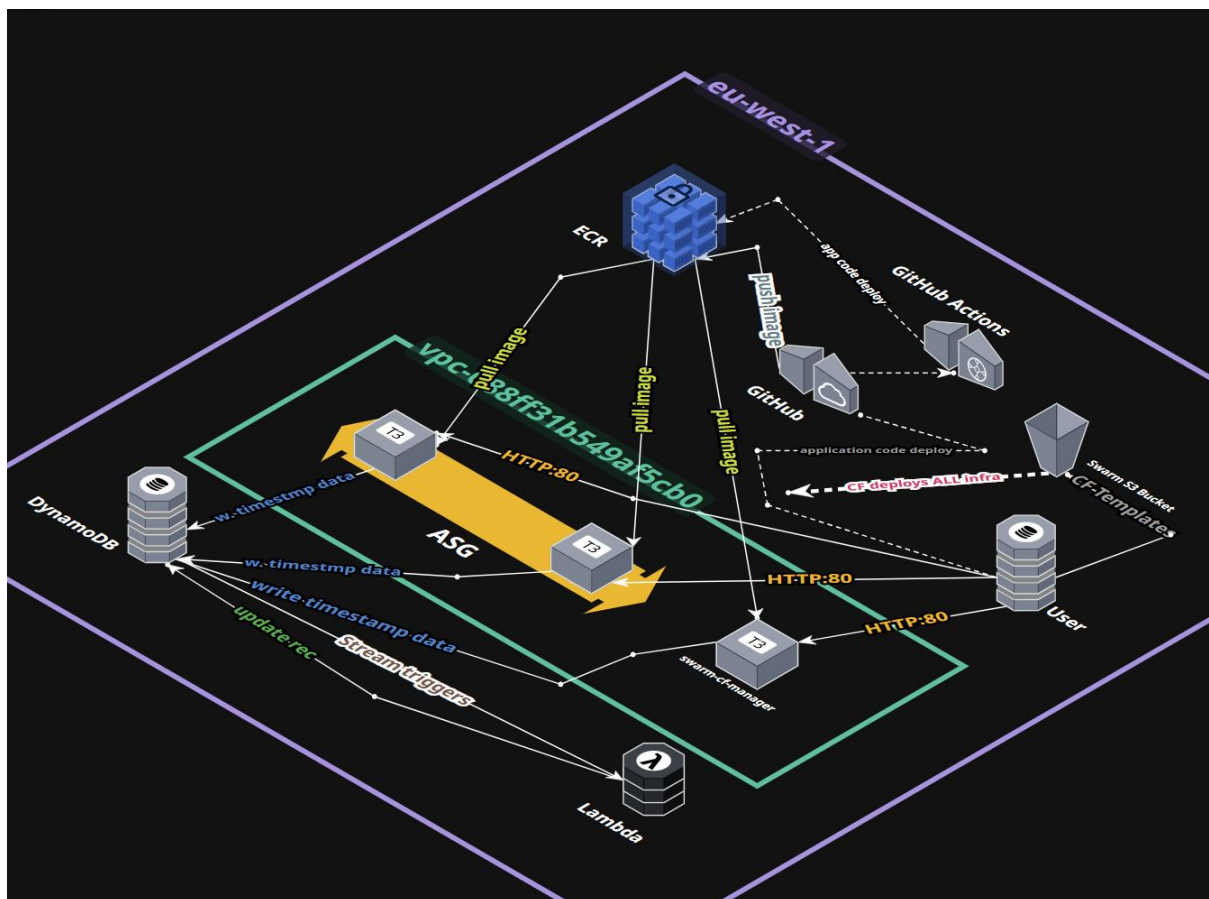 eu-west-1
ECR
app code deploy
GitHub Actions
push image
GitHub
pull image
pull image
pull image
T3
HTTP:80
application code deploy
CF deploys ALL infra
Swarm S3 Bucket
CF-Templates
DynamoDB
w. timestmp data
ASG
T3
w. timestmp data
HTTP:80
User
HTTP:80
write timestamp data
update rec
Stream triggers
T3
swarm-cf-manager
λ
Lambda